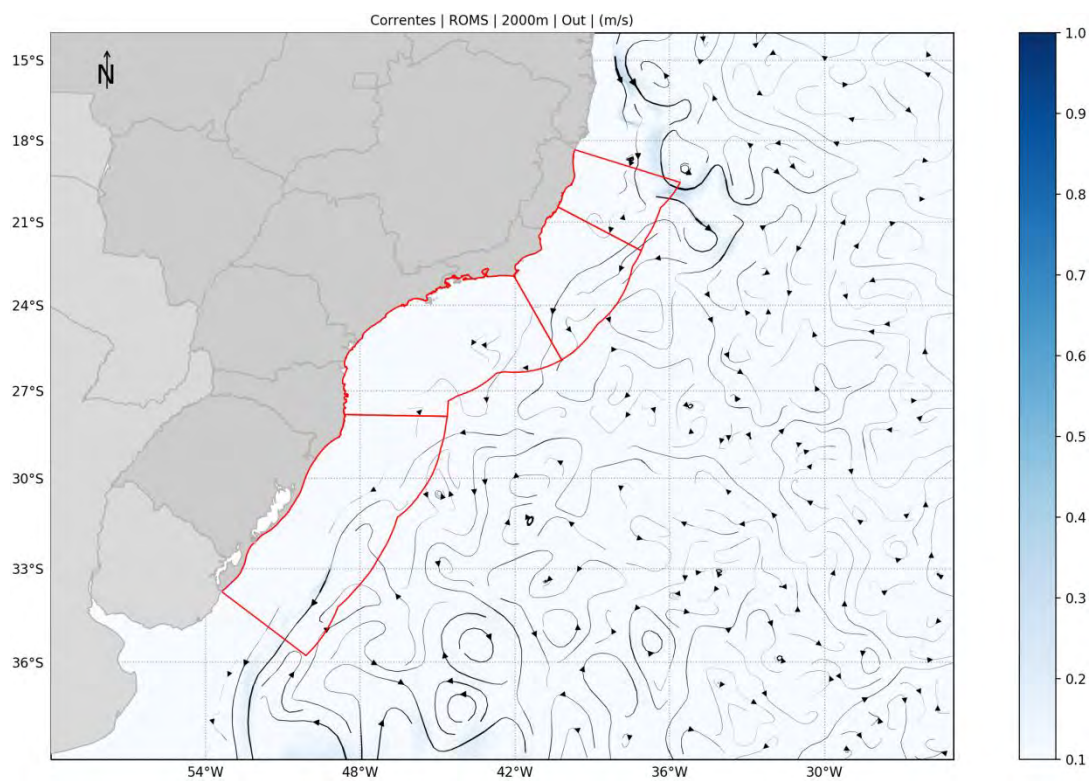 Correntes | ROMS | 2000m | Out | (m/s)
N
15°S
18°S
21°S
24°S
27°S
30°S
33°S
36°S
54°W
48°W
42°W
36°W
30°W
1.0
0.9
0.8
0.7
0.6
0.5
0.4
0.3
0.2
0.1